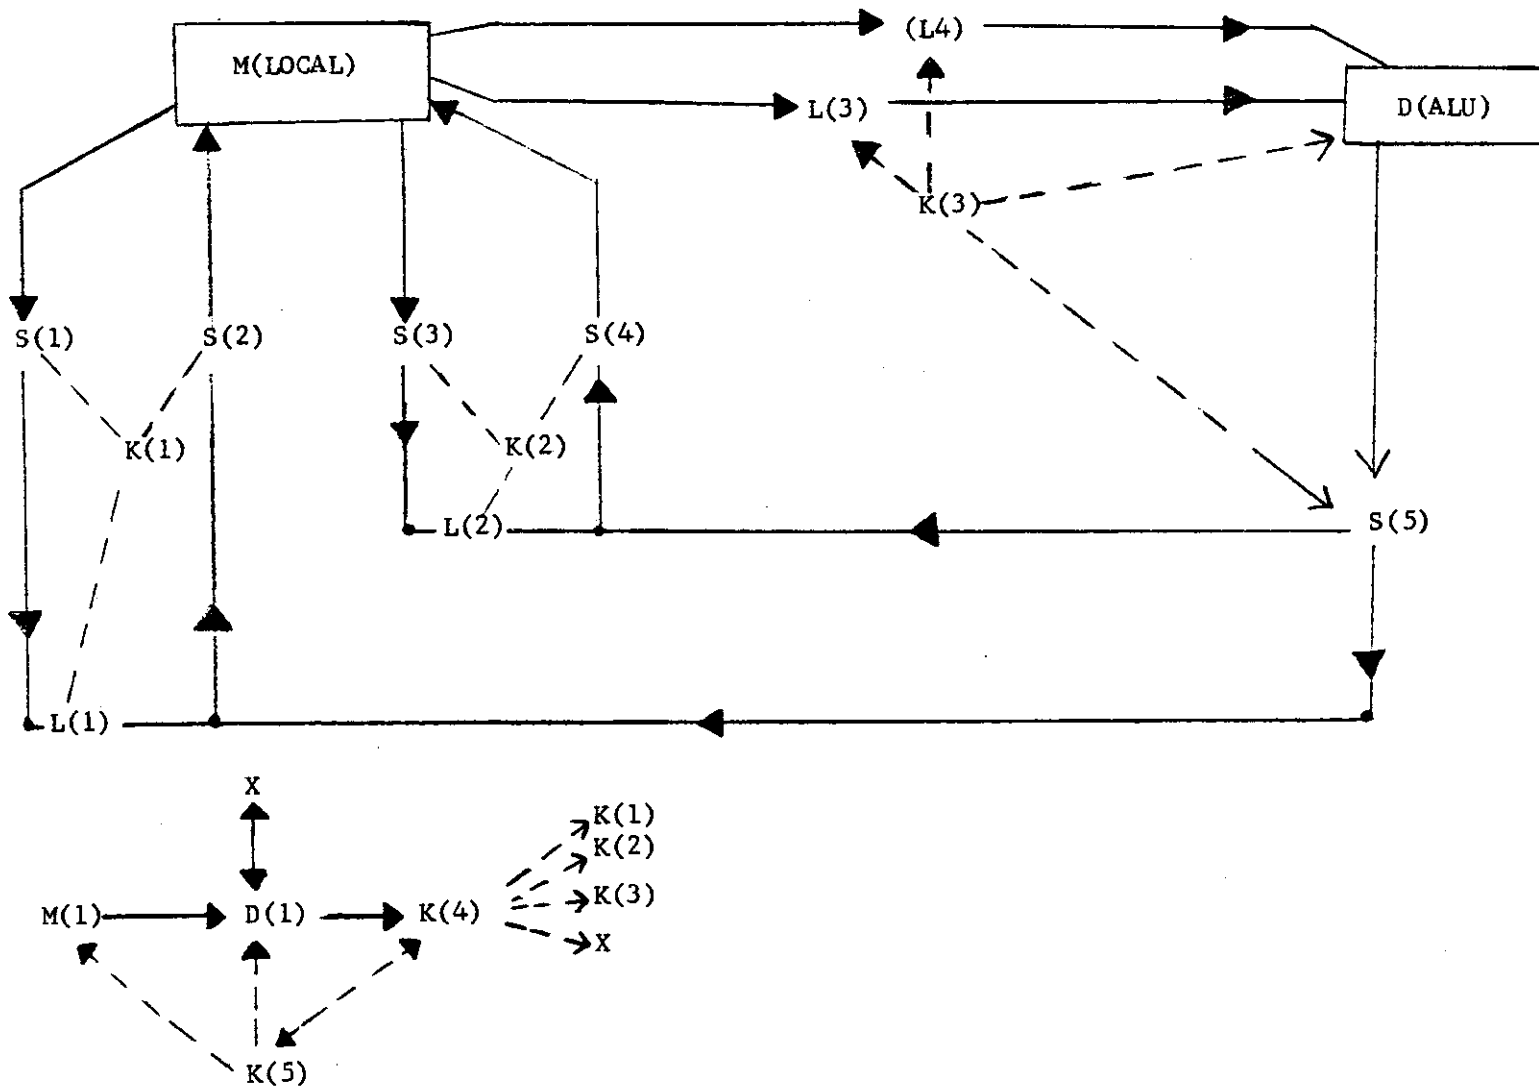 M(LOCAL)
(L4)
L(3)
D(ALU)
K(3)
S(1)
S(2)
S(3)
S(4)
K(1)
K(2)
L(2)
S(5)
L(1)
X
K(1)
K(2)
K(3)
X
M(1)
D(1)
K(4)
K(5)